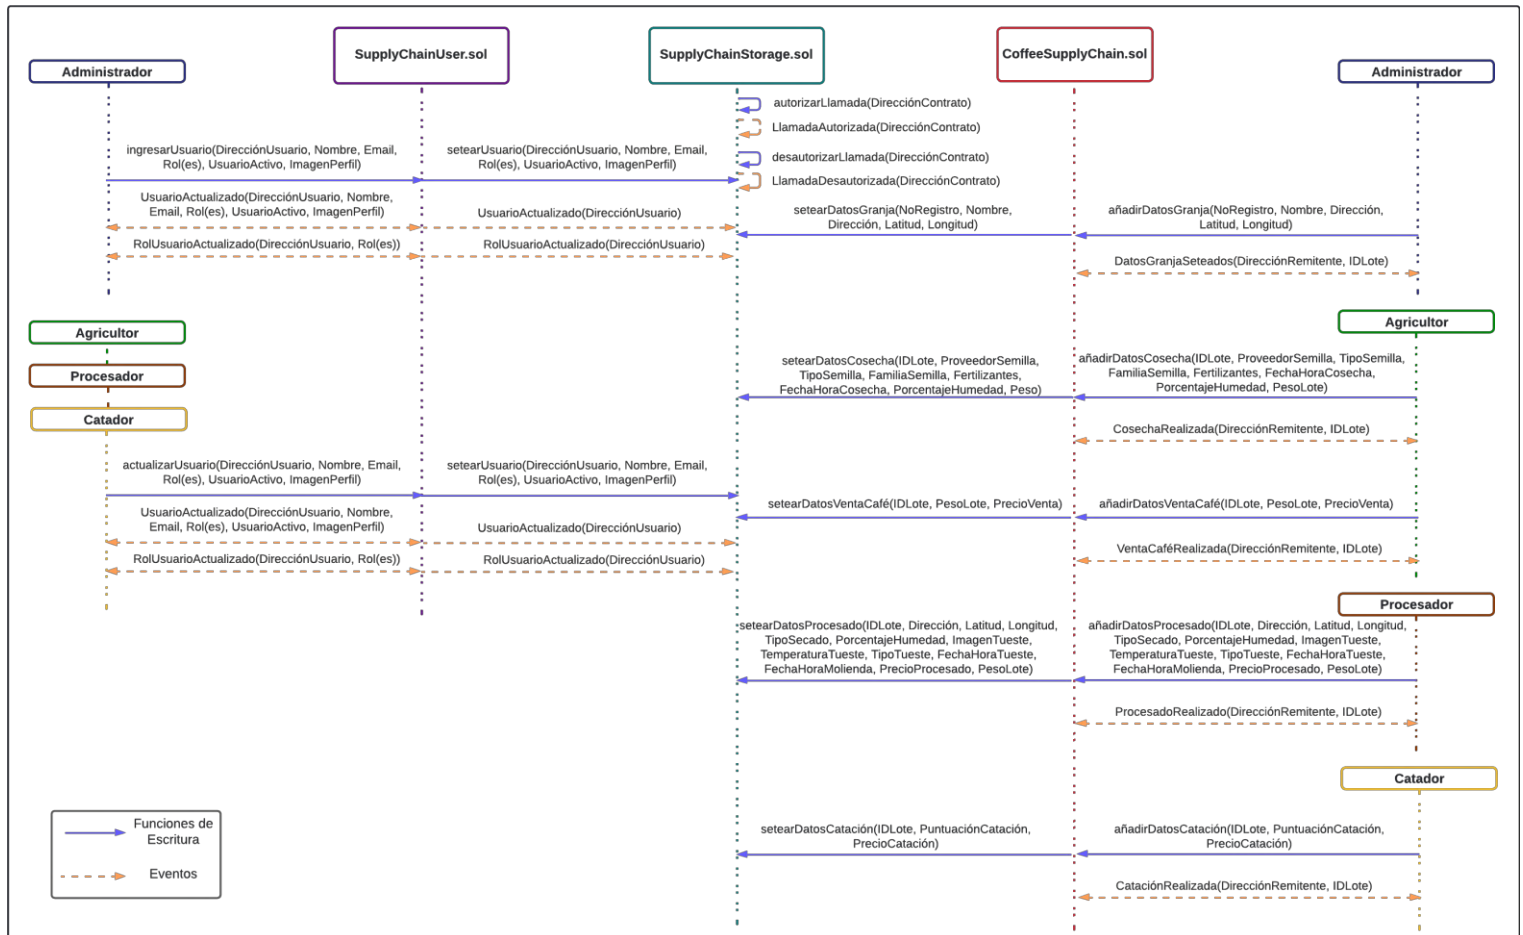 SupplyChainUser.sol
SupplyChainStorage.sol
CoffeeSupplyChain.sol
Administrador
Administrador
autorizarLlamada(DirecciónContrato)
LlamadaAutorizada(DirecciónContrato)
desautorizarLlamada(DirecciónContrato)
LlamadaDesautorizada(DirecciónContrato)
ingresarUsuario(DirecciónUsuario, Nombre, Email,
Rol(es), UsuarioActivo, ImagenPerfil)
setearUsuario(DirecciónUsuario, Nombre, Email,
Rol(es), UsuarioActivo, ImagenPerfil)
UsuarioActualizado(DirecciónUsuario, Nombre,
Email, Rol(es), UsuarioActivo, ImagenPerfil)
UsuarioActualizado(DirecciónUsuario)
RolUsuarioActualizado(DirecciónUsuario, Rol(es))
RolUsuarioActualizado(DirecciónUsuario)
setearDatosGranja(NoRegistro, Nombre,
Dirección, Latitud, Longitud)
añadirDatosGranja(NoRegistro, Nombre, Dirección,
Latitud, Longitud)
DatosGranjaSeteados(DirecciónRemitente, IDLote)
Agricultor
Procesador
Catador
Agricultor
setearDatosCosecha(IDLote, ProveedorSemilla,
TipoSemilla, FamiliaSemilla, Fertilizantes,
FechaHoraCosecha, PorcentajeHumedad, Peso)
añadirDatosCosecha(IDLote, ProveedorSemilla, TipoSemilla,
FamiliaSemilla, Fertilizantes, FechaHoraCosecha,
PorcentajeHumedad, PesoLote)
CosechaRealizada(DirecciónRemitente, IDLote)
actualizarUsuario(DirecciónUsuario, Nombre, Email,
Rol(es), UsuarioActivo, ImagenPerfil)
setearUsuario(DirecciónUsuario, Nombre, Email,
Rol(es), UsuarioActivo, ImagenPerfil)
UsuarioActualizado(DirecciónUsuario, Nombre,
Email, Rol(es), UsuarioActivo, ImagenPerfil)
UsuarioActualizado(DirecciónUsuario)
RolUsuarioActualizado(DirecciónUsuario, Rol(es))
RolUsuarioActualizado(DirecciónUsuario)
setearDatosVentaCafé(IDLote, PesoLote, PrecioVenta)
añadirDatosVentaCafé(IDLote, PesoLote, PrecioVenta)
VentaCaféRealizada(DirecciónRemitente, IDLote)
Procesador
setearDatosProcesado(IDLote, Dirección, Latitud, Longitud,
TipoSecado, PorcentajeHumedad, ImagenTueste,
TemperaturaTueste, TipoTueste, FechaHoraTueste,
FechaHoraMolienda, PrecioProcesado, PesoLote)
añadirDatosProcesado(IDLote, Dirección, Latitud, Longitud,
TipoSecado, PorcentajeHumedad, ImagenTueste,
TemperaturaTueste, TipoTueste, FechaHoraTueste,
FechaHoraMolienda, PrecioProcesado, PesoLote)
ProcesadoRealizado(DirecciónRemitente, IDLote)
Catador
setearDatosCatación(IDLote, PuntuaciónCatación,
PrecioCatación)
añadirDatosCatación(IDLote, PuntuaciónCatación,
PrecioCatación)
CataciónRealizada(DirecciónRemitente, IDLote)
Funciones de
Escritura
Eventos